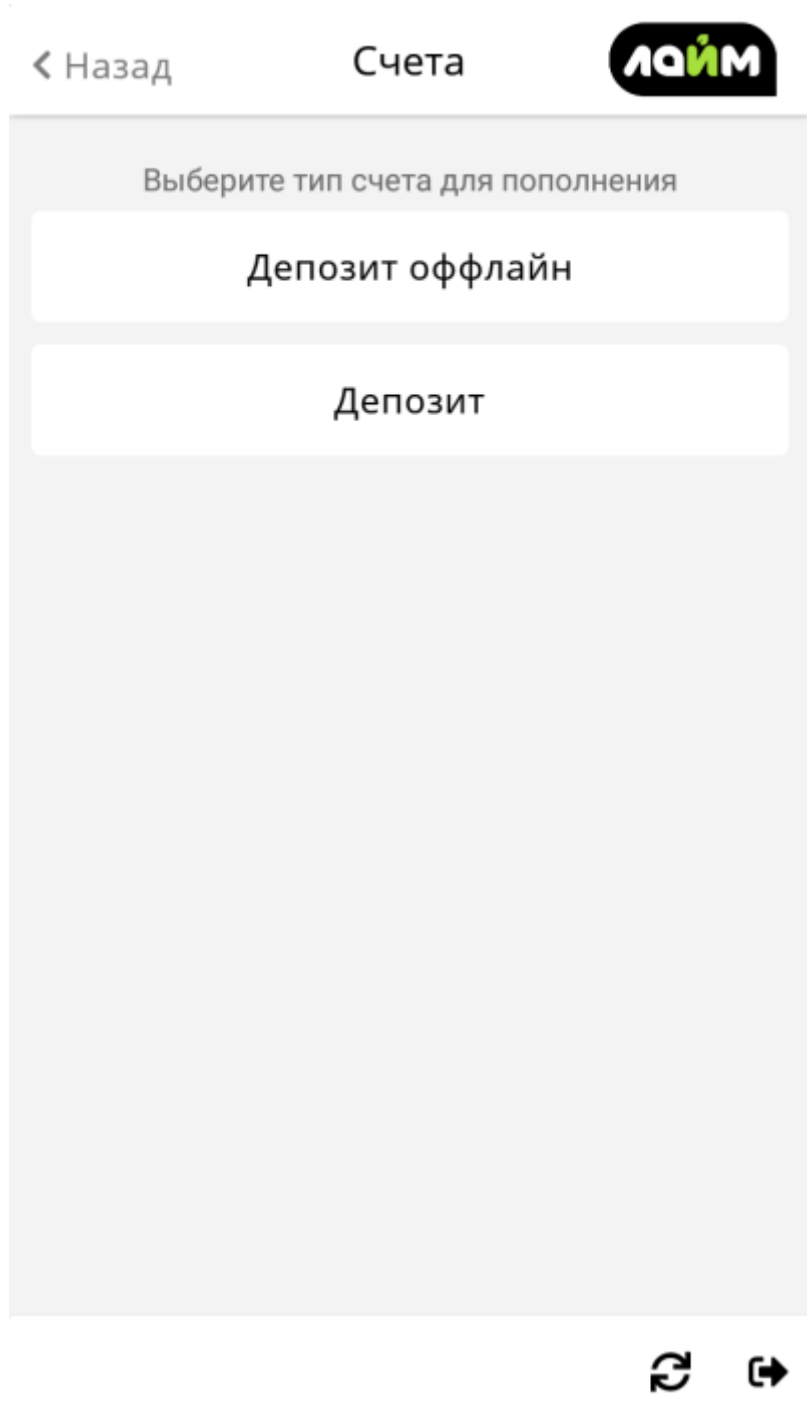 Назад
Счета
лайм
Выберите тип счета для пополнения
Депозит оффлайн
Депозит